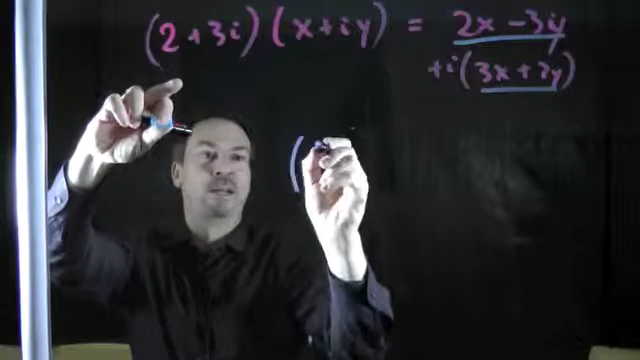 (2 + 3i) (x + iy) = 2x - 3y
+ i (3x + 2y)
(